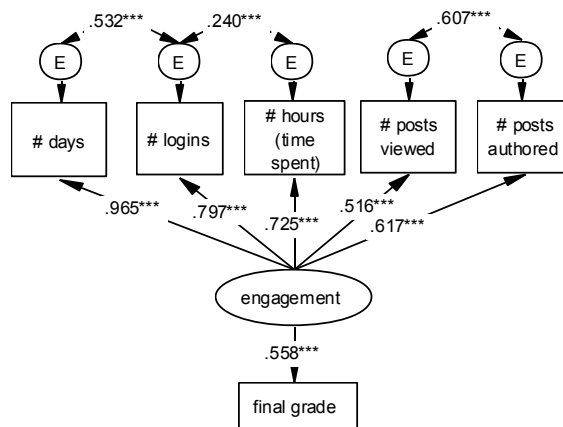 .532***
.240***
.607***
E
E
E
E
E
# days
# logins
# hours
(time
spent)
# posts
viewed
# posts
authored
.965***
.797***
.725***
.516***
.617***
engagement
.558***
final grade